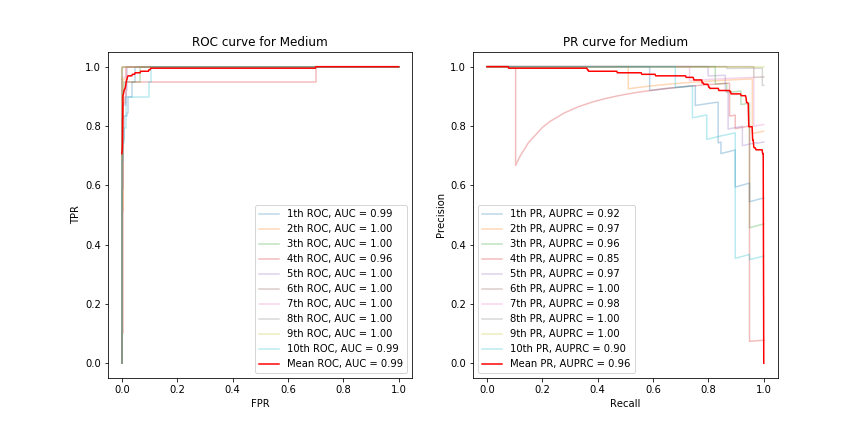 ROC curve for Medium
1.0
0.8
0.6
0.4
0.2
0.0
TPR
0.0
0.2
0.4
0.6
0.8
1.0
FPR
1th ROC, AUC = 0.99
2th ROC, AUC = 1.00
3th ROC, AUC = 1.00
4th ROC, AUC = 0.96
5th ROC, AUC = 1.00
6th ROC, AUC = 1.00
7th ROC, AUC = 1.00
8th ROC, AUC = 1.00
9th ROC, AUC = 1.00
10th ROC, AUC = 0.99
Mean ROC, AUC = 0.99
PR curve for Medium
1.0
0.8
0.6
0.4
0.2
0.0
Precision
0.0
0.2
0.4
0.6
0.8
1.0
Recall
1th PR, AUPRC = 0.92
2th PR, AUPRC = 0.97
3th PR, AUPRC = 0.96
4th PR, AUPRC = 0.85
5th PR, AUPRC = 0.97
6th PR, AUPRC = 1.00
7th PR, AUPRC = 0.98
8th PR, AUPRC = 1.00
9th PR, AUPRC = 1.00
10th PR, AUPRC = 0.90
Mean PR, AUPRC = 0.96